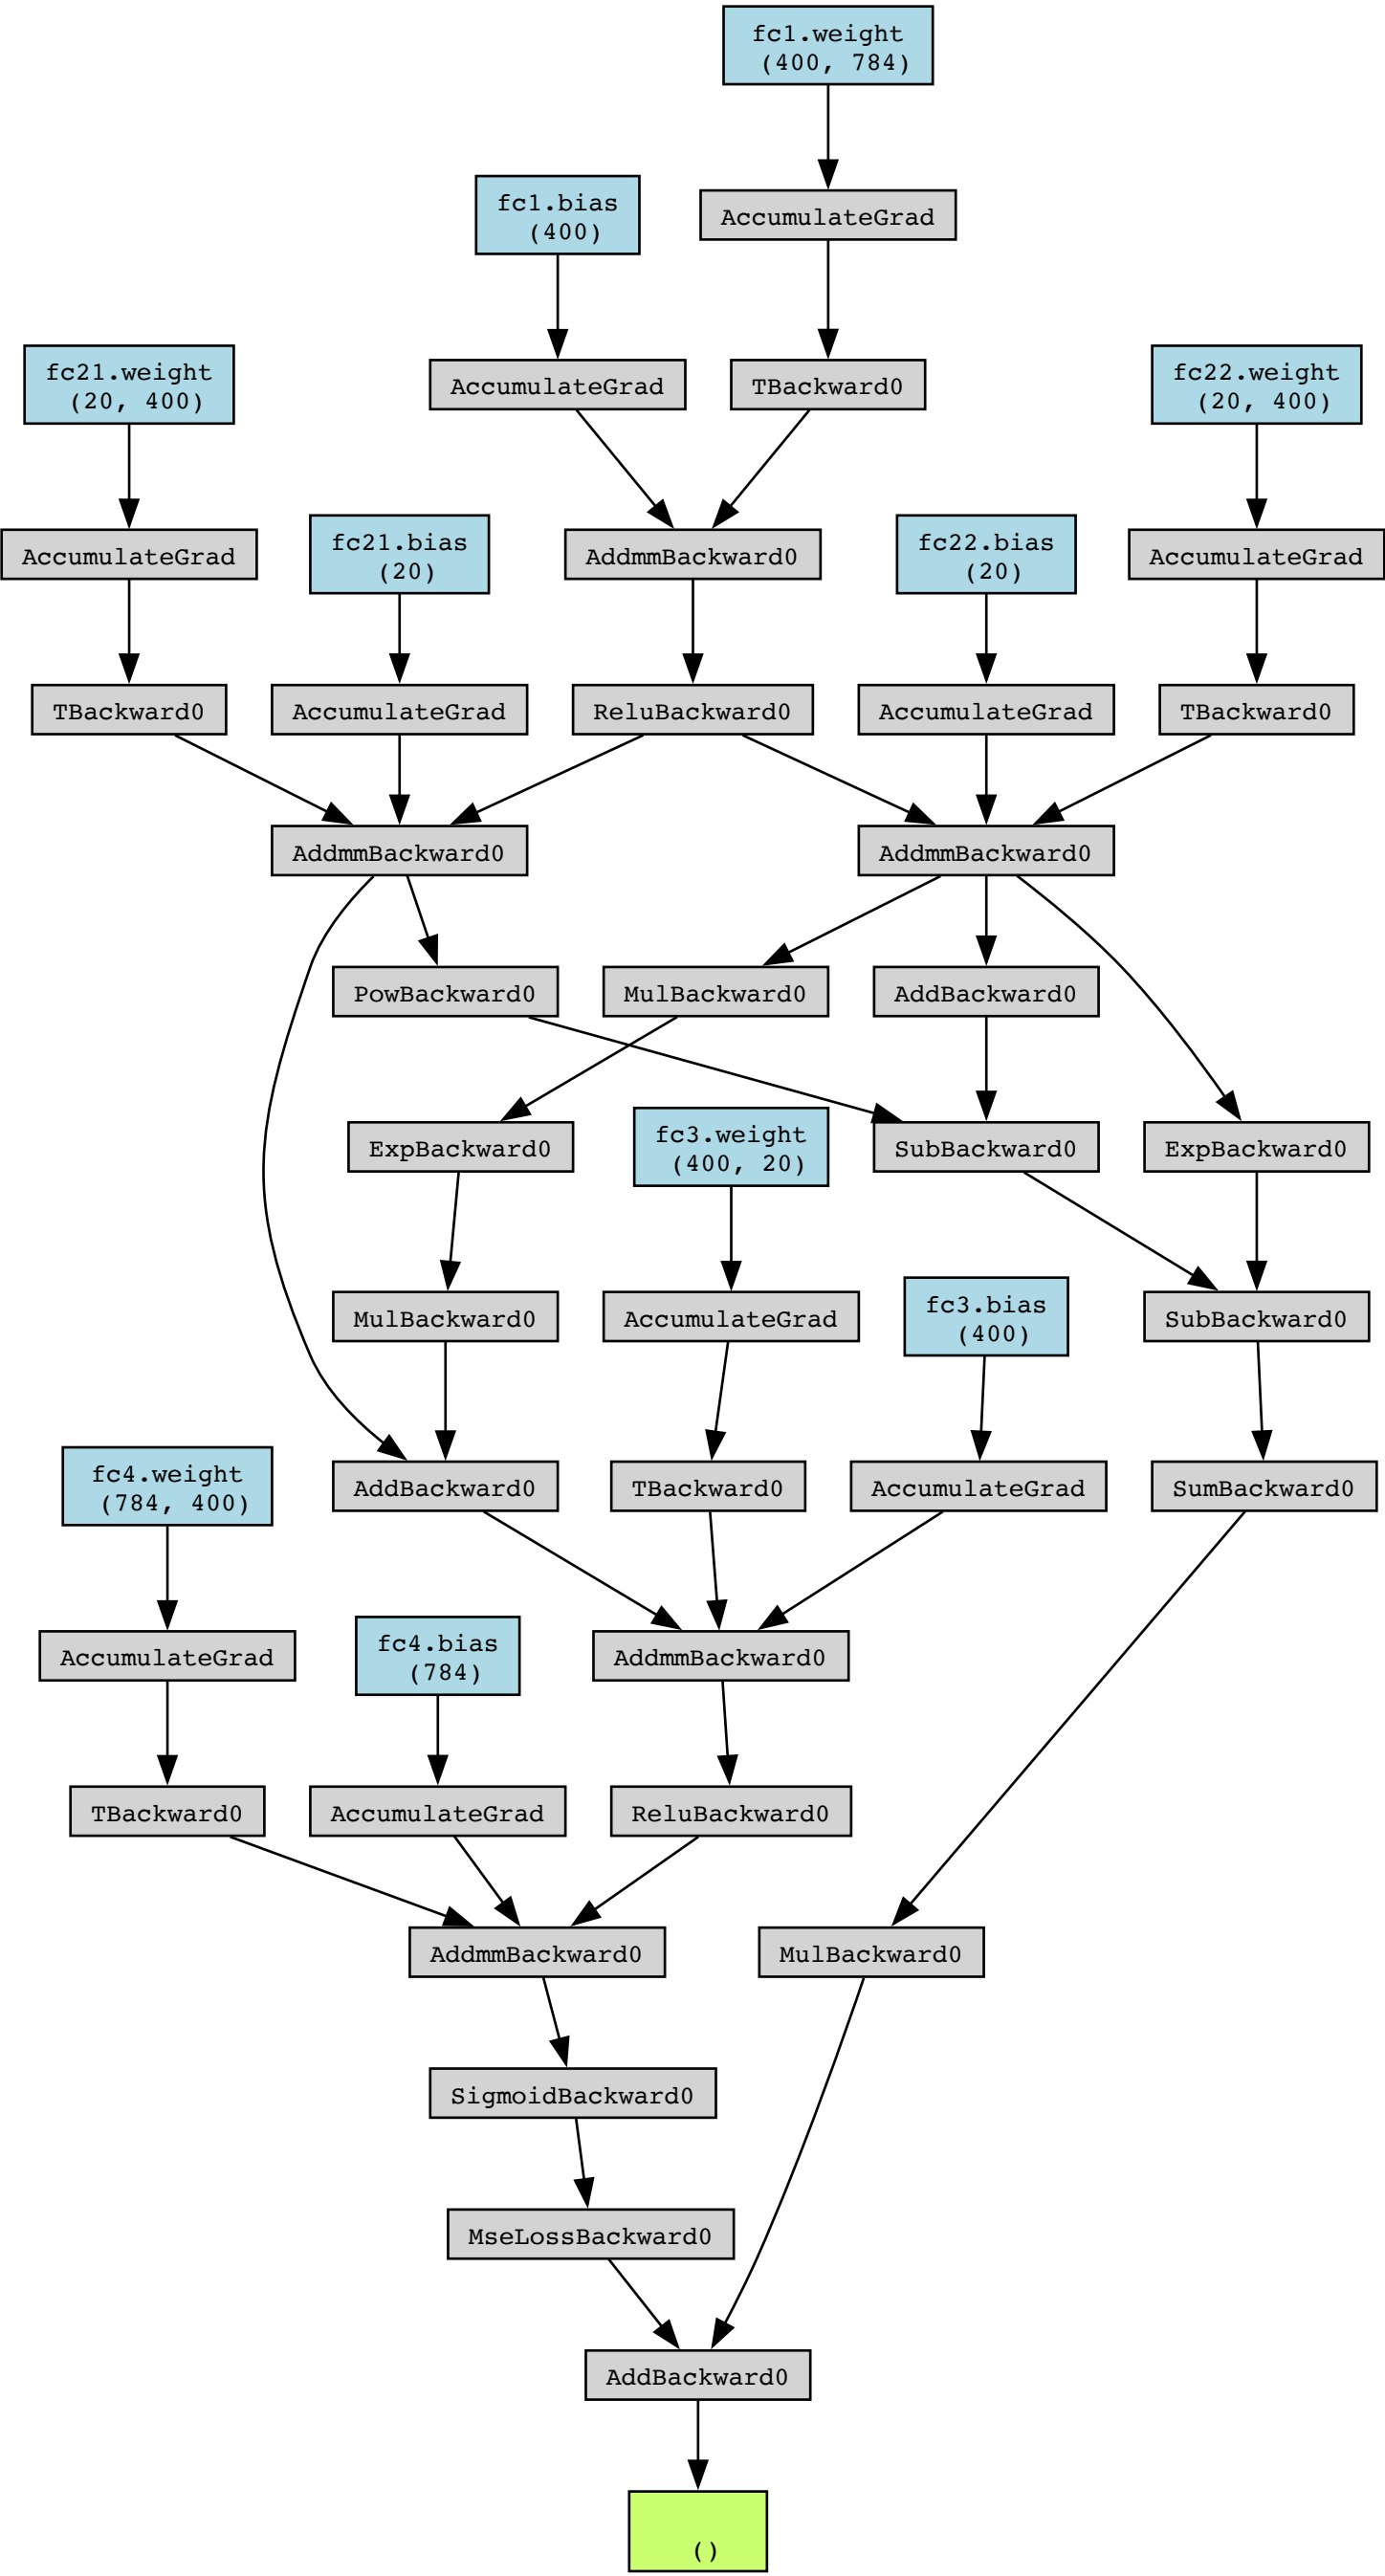 fc1.weight
(400, 784)
fc1.bias
(400)
AccumulateGrad
fc21.weight
(20, 400)
AccumulateGrad
TBackward0
fc22.weight
(20, 400)
AccumulateGrad
fc21.bias
(20)
AddmmBackward0
fc22.bias
(20)
AccumulateGrad
TBackward0
AccumulateGrad
ReluBackward0
AccumulateGrad
TBackward0
AddmmBackward0
AddmmBackward0
PowBackward0
MulBackward0
AddBackward0
ExpBackward0
fc3.weight
(400, 20)
SubBackward0
ExpBackward0
MulBackward0
AccumulateGrad
fc3.bias
(400)
SubBackward0
fc4.weight
(784, 400)
AddBackward0
TBackward0
AccumulateGrad
SumBackward0
AccumulateGrad
fc4.bias
(784)
AddmmBackward0
TBackward0
AccumulateGrad
ReluBackward0
AddmmBackward0
MulBackward0
SigmoidBackward0
MseLossBackward0
AddBackward0
()